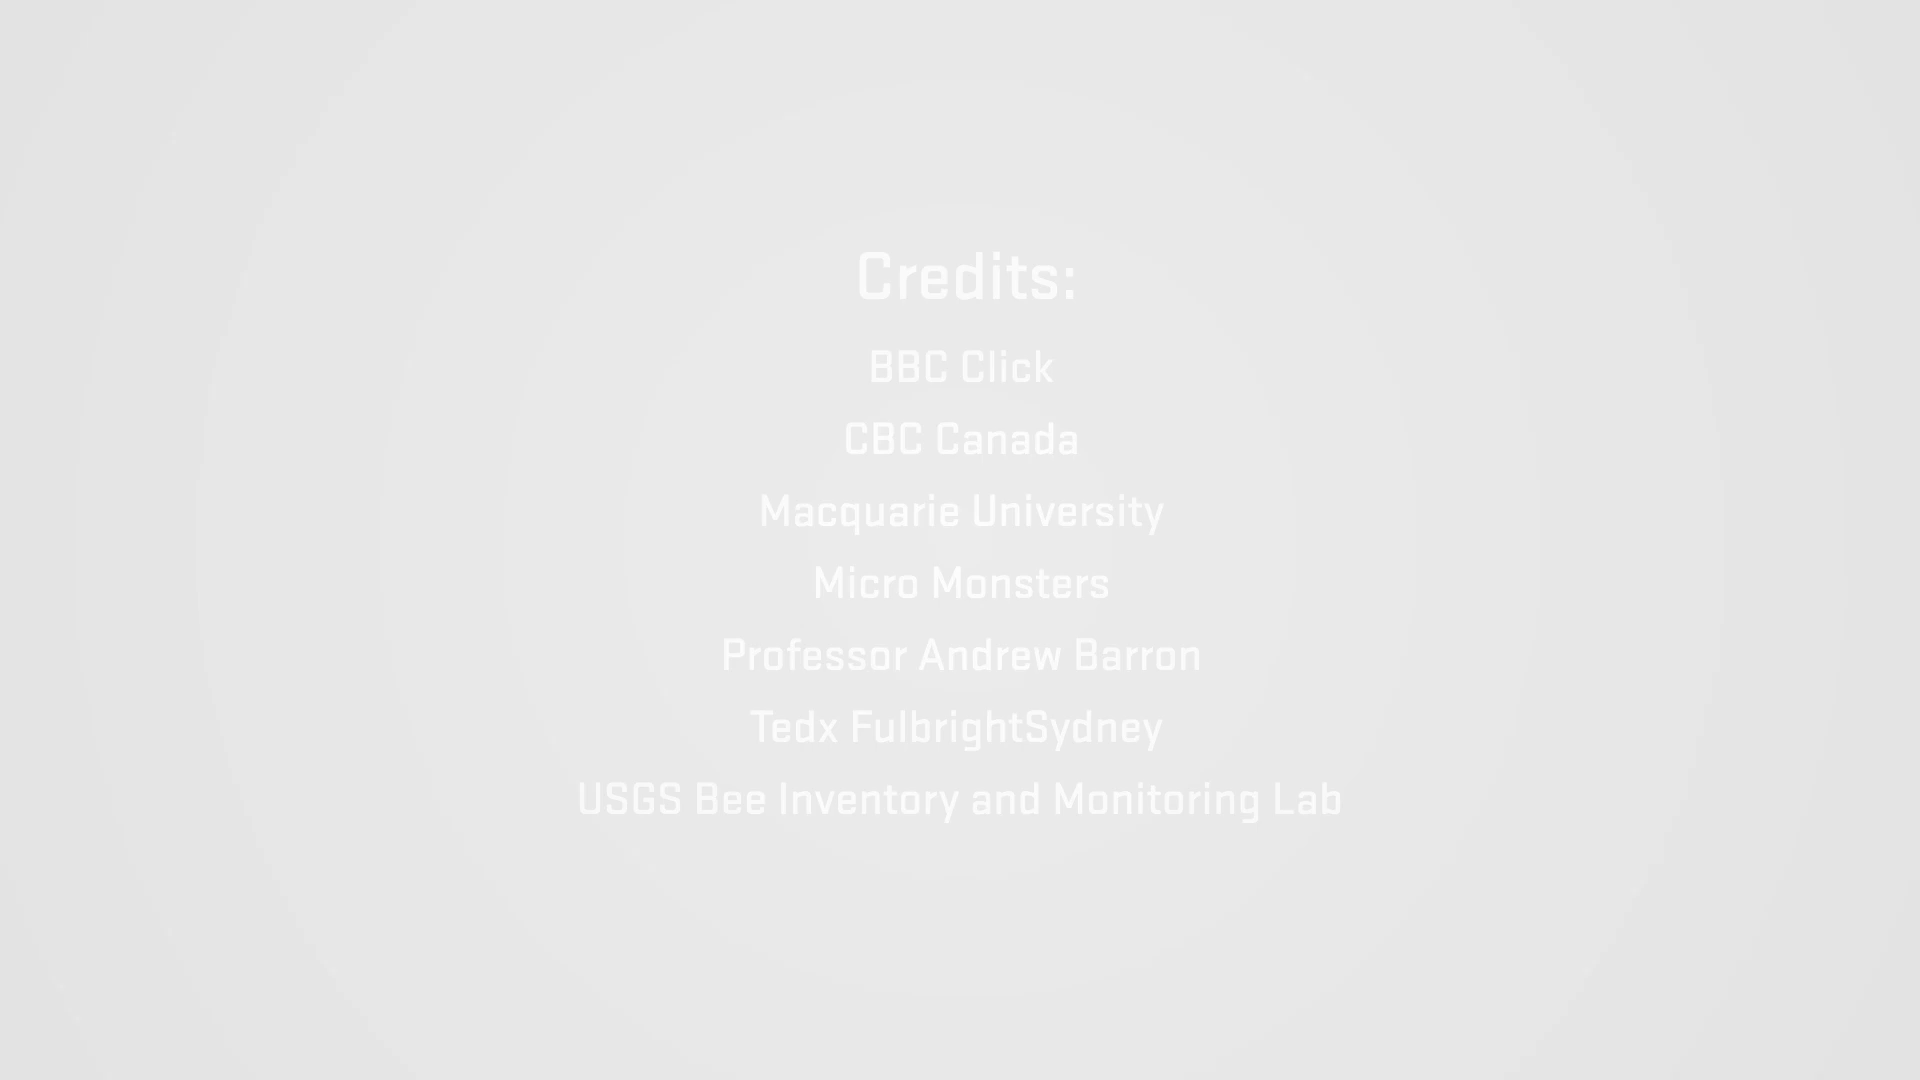 Credits:
BBC Click
CBC Canada
Macquarie University
Micro Monsters
Professor Andrew Barron
Tedx FulbrightSydney
USGS Bee Inventory and Monitoring Lab